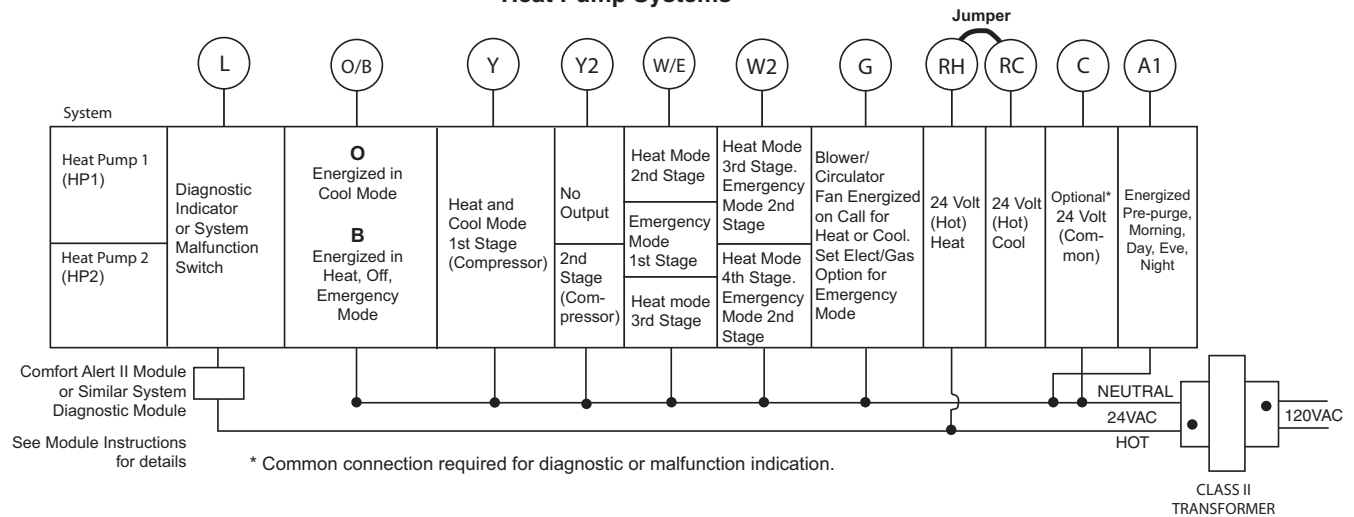 Heat Pump Systems
Jumper
L
O/B
Y
Y2
W/E
W2
G
RH
RC
C
A1
System
Heat Pump 1
(HP1)
Heat Pump 2
(HP2)
Diagnostic
Indicator
or System
Malfunction
Switch
O
Energized in
Cool Mode
B
Energized in
Heat, Off,
Emergency
Mode
Heat and
Cool Mode
1st Stage
(Compressor)
No
Output
2nd
Stage
(Com-
pressor)
Heat Mode
2nd Stage
Emergency
Mode
1st Stage
Heat mode
3rd Stage
Heat Mode
3rd Stage.
Emergency
Mode 2nd
Stage
Heat Mode
4th Stage.
Emergency
Mode 2nd
Stage
Blower/
Circulator
Fan Energized
on Call for
Heat or Cool.
Set Elect/Gas
Option for
Emergency
Mode
24 Volt
(Hot)
Heat
24 Volt
(Hot)
Cool
Optional*
24 Volt
(Com-
mon)
Energized
Pre-purge,
Morning,
Day, Eve,
Night
Comfort Alert II Module
or Similar System
Diagnostic Module
See Module Instructions
for details
NEUTRAL
24VAC
HOT
120VAC
* Common connection required for diagnostic or malfunction indication.
CLASS II
TRANSFORMER